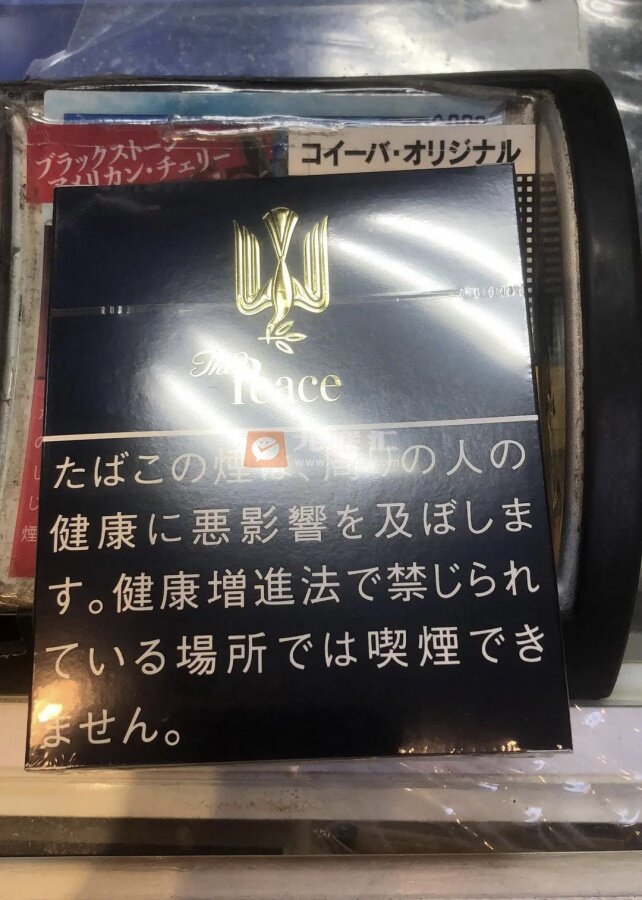 ブラックストーン
アメリカン・チェリー
コイーバ・オリジナル
The
Peace
たばこの煙は、周りの人の
健康に悪影響を及ぼしま
す。健康増進法で禁じられ
ている場所では喫煙でき
ません。